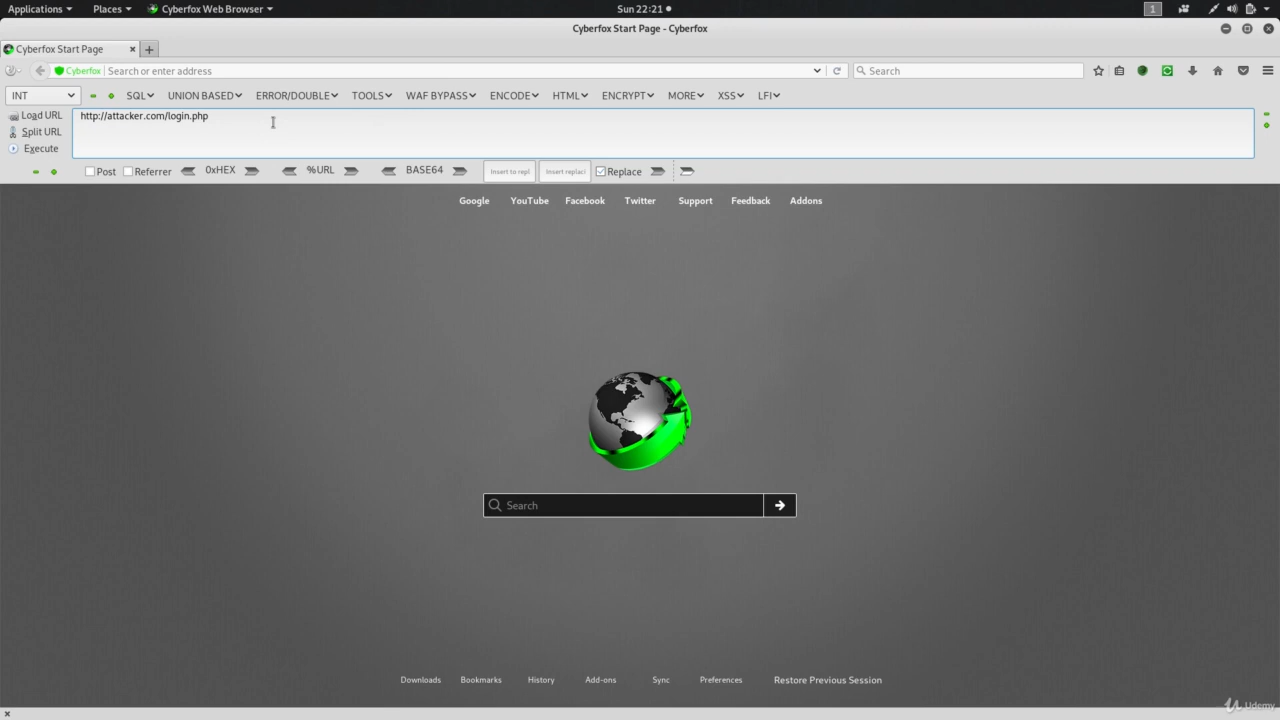 Applications Places Cyberfox Web Browser Sun 22:21 1
Cyberfox Start Page - Cyberfox
Cyberfox Start Page
Cyberfox Search or enter address Search
INT SQL UNION BASED ERROR/DOUBLE TOOLS WAF BYPASS ENCODE HTML ENCRYPT MORE XSS LFI
Load URL http://attacker.com/login.php
Split URL
Execute
Post Referrer 0xHEX %URL BASE64 Insert to repl Insert replaci Replace
Google YouTube Facebook Twitter Support Feedback Addons
Search
Downloads Bookmarks History Add-ons Sync Preferences Restore Previous Session
Udemy